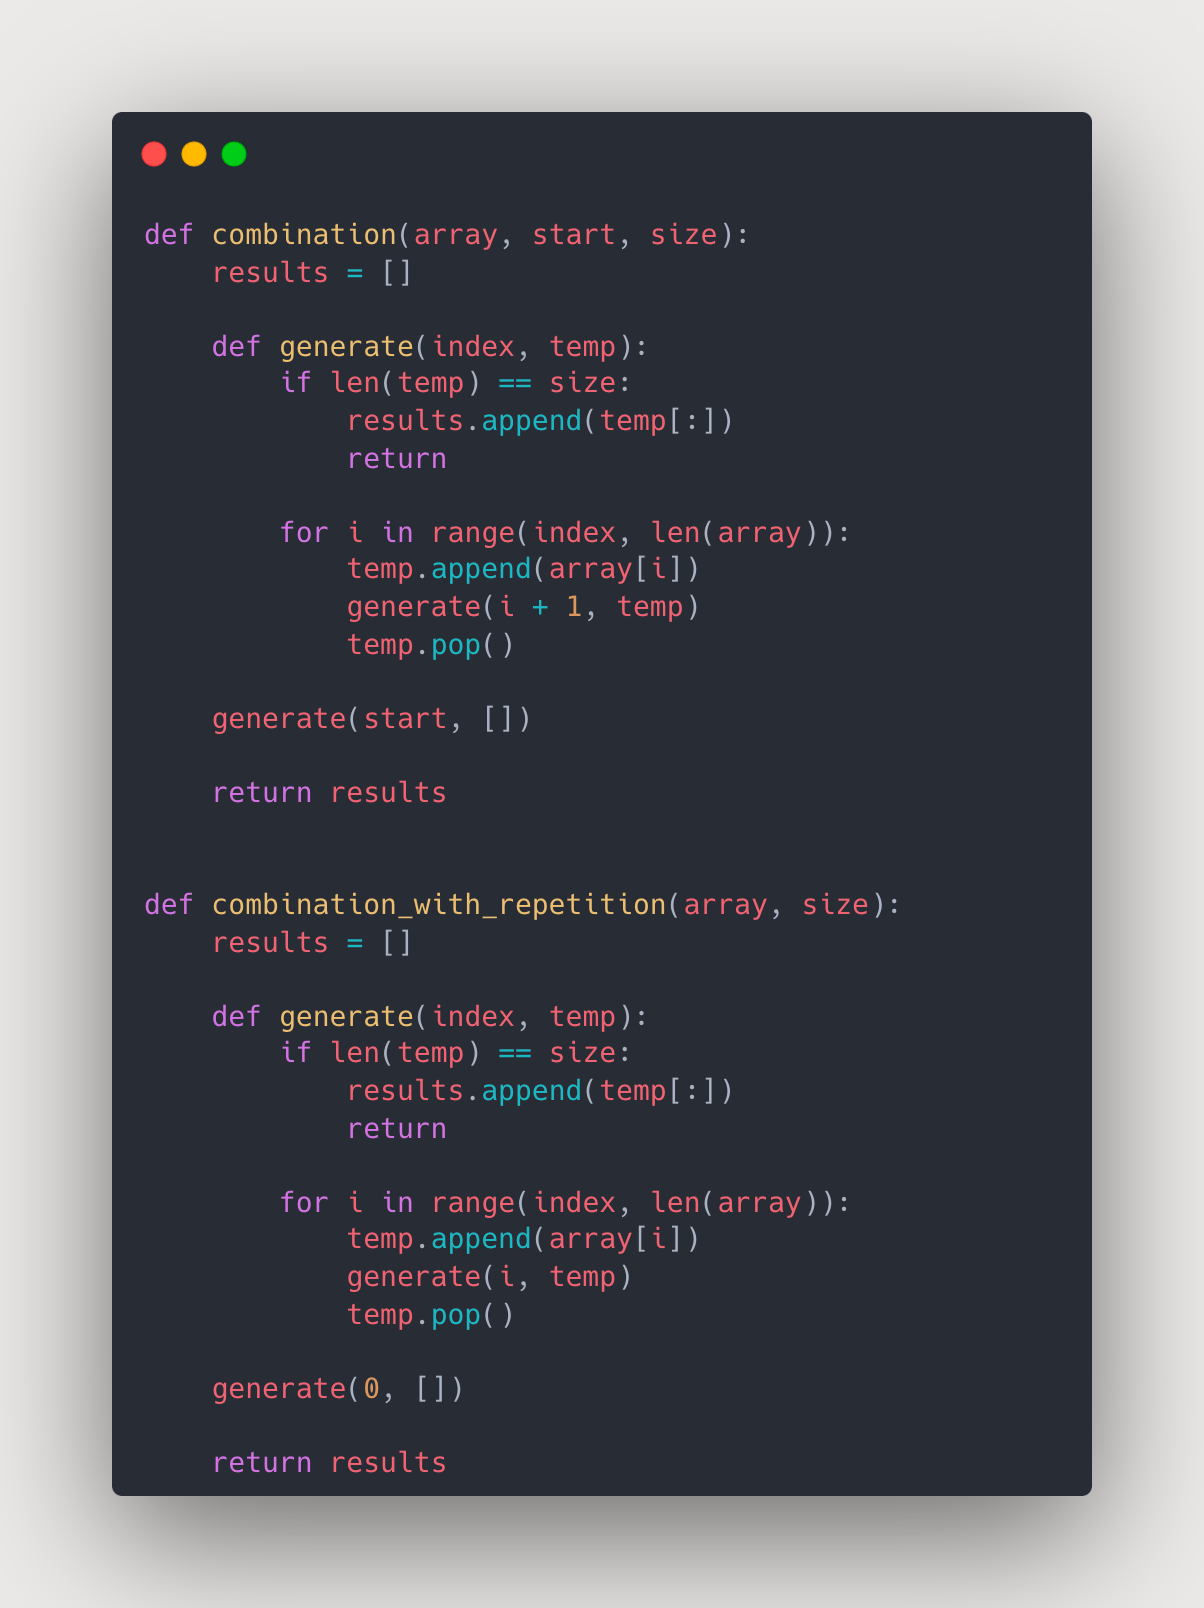 def combination(array, start, size):
    results = []

    def generate(index, temp):
        if len(temp) == size:
            results.append(temp[:])
            return

        for i in range(index, len(array)):
            temp.append(array[i])
            generate(i + 1, temp)
            temp.pop()

    generate(start, [])

    return results


def combination_with_repetition(array, size):
    results = []

    def generate(index, temp):
        if len(temp) == size:
            results.append(temp[:])
            return

        for i in range(index, len(array)):
            temp.append(array[i])
            generate(i, temp)
            temp.pop()

    generate(0, [])

    return results